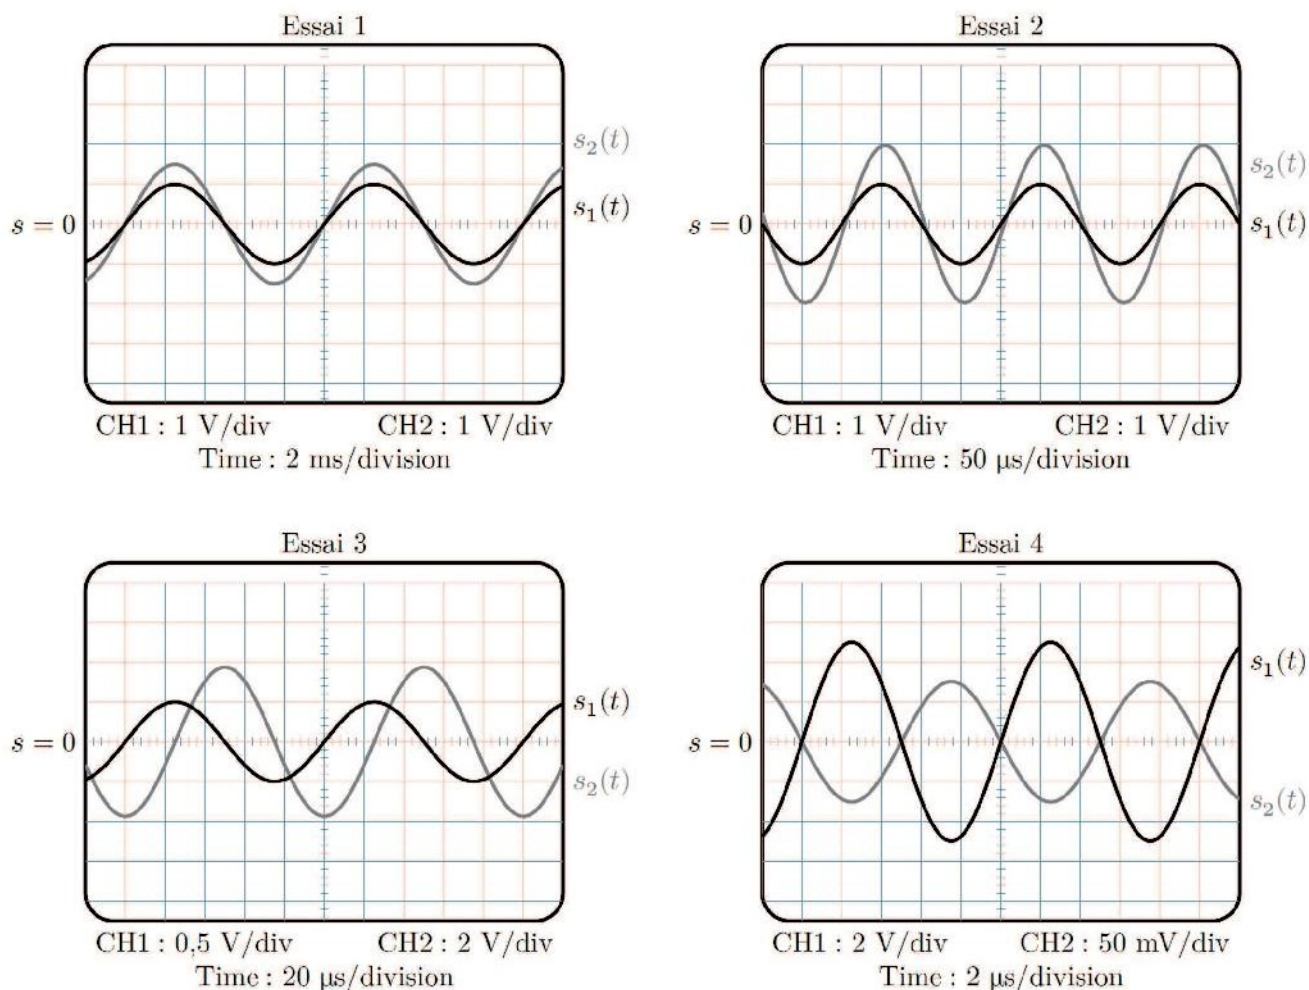 Essai 1
s₂(t)
s₁(t)
s = 0
CH1 : 1 V/div CH2 : 1 V/div
Time : 2 ms/division
Essai 2
s₂(t)
s = 0 s₁(t)
CH1 : 1 V/div CH2 : 1 V/div
Time : 50 µs/division
Essai 3
s₁(t)
s = 0
s₂(t)
CH1 : 0,5 V/div CH2 : 2 V/div
Time : 20 µs/division
Essai 4
s₁(t)
s = 0
s₂(t)
CH1 : 2 V/div CH2 : 50 mV/div
Time : 2 µs/division